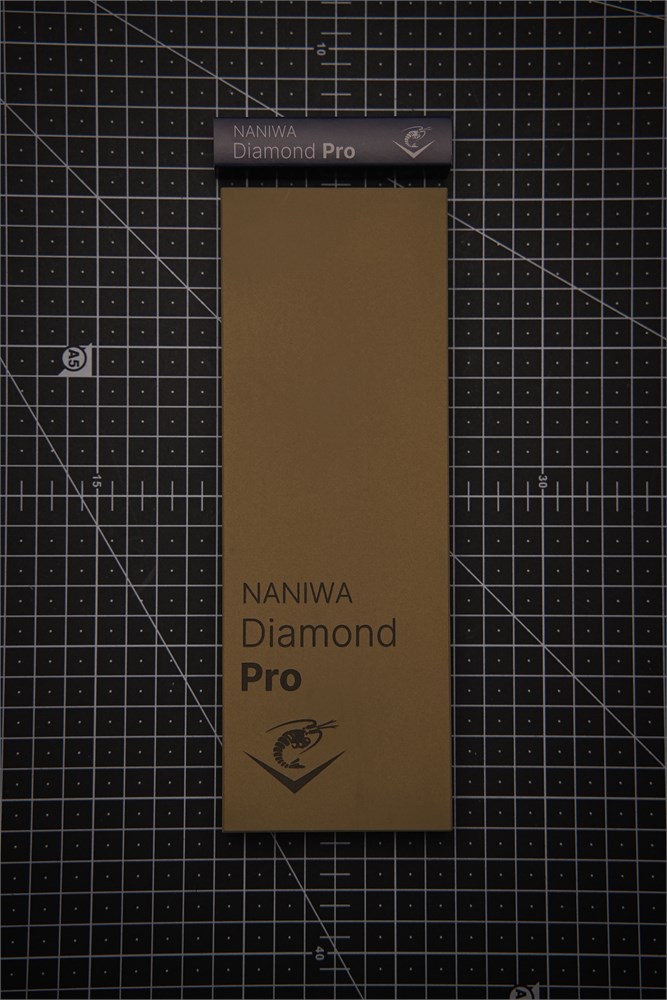 10
NANIWA
Diamond Pro
A5
15
30
NANIWA
Diamond
Pro
40